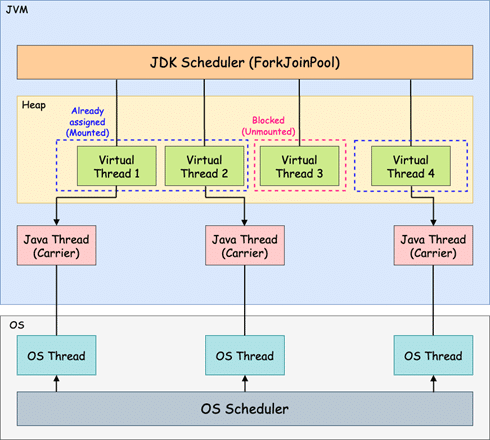 JVM
JDK Scheduler (ForkJoinPool)
Heap
Already
assigned
(Mounted)
Blocked
(Unmounted)
Virtual
Thread 1
Virtual
Thread 2
Virtual
Thread 3
Virtual
Thread 4
Java Thread
(Carrier)
Java Thread
(Carrier)
Java Thread
(Carrier)
OS
OS Thread
OS Thread
OS Thread
OS Scheduler